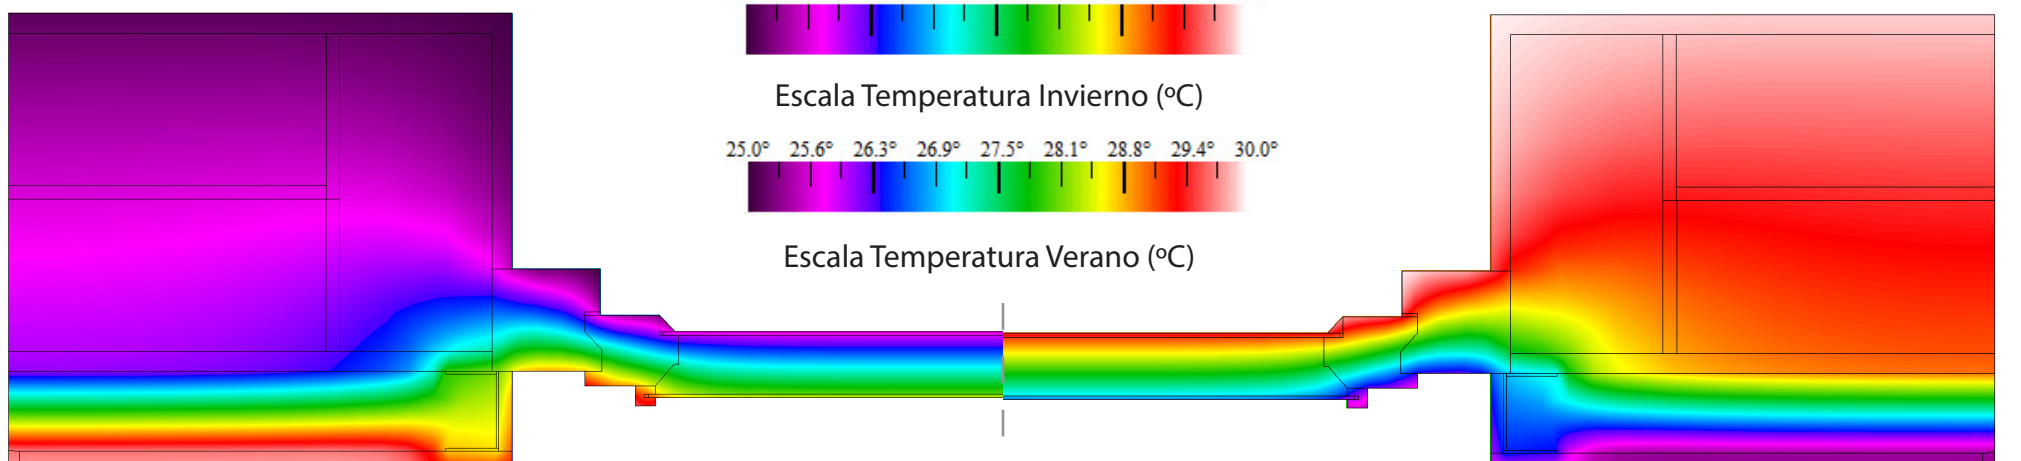 Escala Temperatura Invierno (ºC)
25.0° 25.6° 26.3° 26.9° 27.5° 28.1° 28.8° 29.4° 30.0°
Escala Temperatura Verano (ºC)